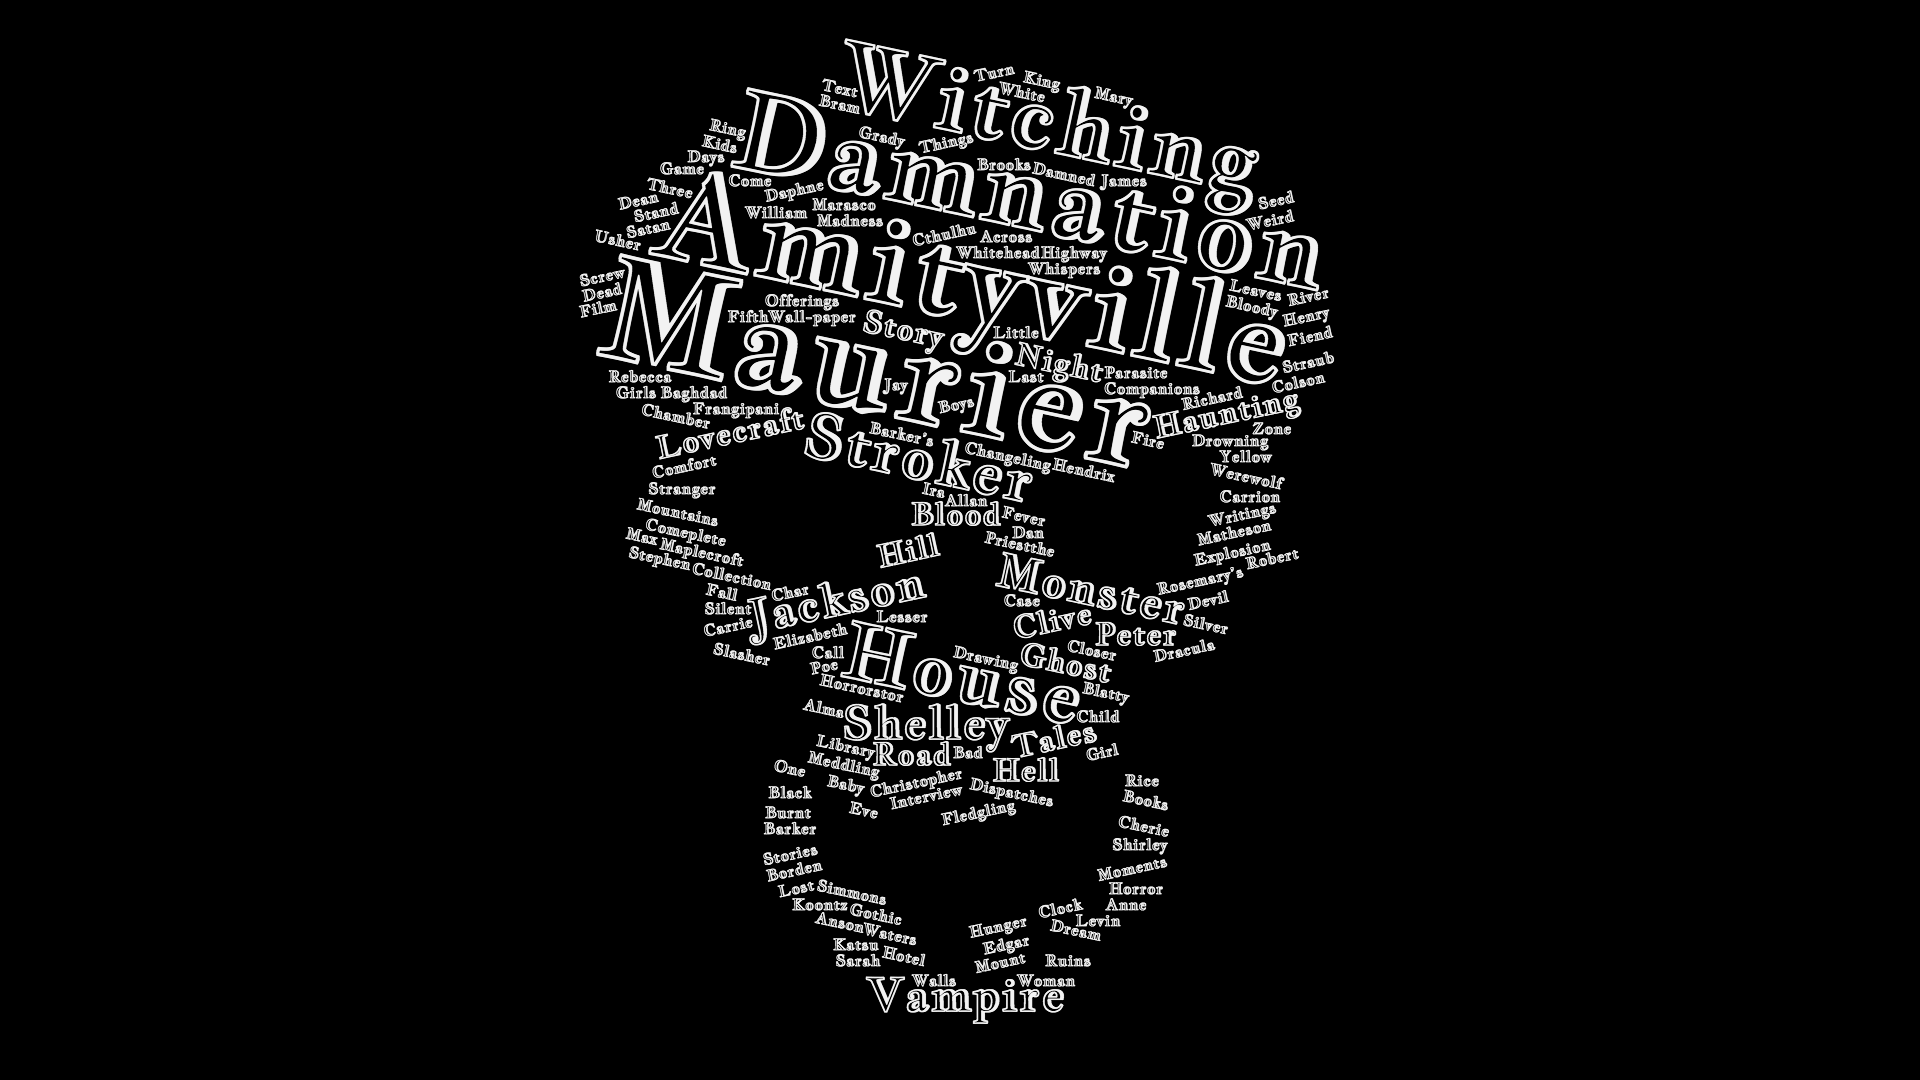 Witching
Turn
King
White
Mary
Text
Bram
Damnation
Ring
Kids
Days
Game
Grady
Things
Brooks
Damned
James
Three
Come
Daphne
Dean
Stand
Satan
Usher
William
Marasco
Madness
Seed
Weird
Amityville
Cthulhu
Across
Whitehead
Highway
Whispers
Screw
Dead
Film
Maurier
Offerings
Fifth
Wall-paper
Story
Little
Leaves
River
Bloody
Henry
Fiend
Night
Parasite
Last
Companions
Straub
Colson
Rebecca
Girls
Baghdad
Jay
Boys
Richard
Haunting
Chamber
Frangipani
Lovecraft
Stroker
Barker's
Changeling
Hendrix
Fire
Zone
Drowning
Yellow
Comfort
Stranger
Werewolf
Carrion
Ira
Allan
Blood
Fever
Mountains
Comeplete
Max
Maplecroft
Stephen
Collection
Dan
Priestthe
Hill
Writings
Matheson
Explosion
Robert
Rosemary's
Monster
Devil
Fall
Char
Jackson
Silent
Carrie
Elizabeth
Lesser
Case
Clive
Peter
Silver
Slasher
Call
Poe
House
Drawing
Ghost
Closer
Dracula
Horrorstor
Blatty
Alma
Shelley
Child
Library
Road
Bad
Tales
Girl
Meddling
Hell
One
Baby
Christopher
Interview
Dispatches
Rice
Black
Eve
Fledgling
Books
Burnt
Barker
Cherie
Shirley
Stories
Borden
Moments
Lost
Simmons
Horror
Koontz
Gothic
Clock
Anne
Anson
Waters
Hunger
Levin
Dream
Katsu
Hotel
Edgar
Sarah
Mount
Ruins
Walls
Woman
Vampire